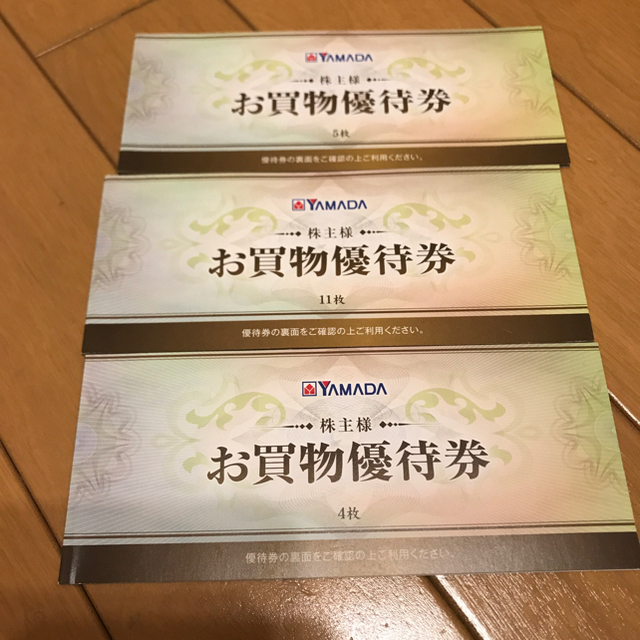 YAMADA
株主様
お買物優待券
5枚
優待券の裏面をご確認の上ご利用ください。
YAMADA
株主様
お買物優待券
11枚
優待券の裏面をご確認の上ご利用ください。
YAMADA
株主様
お買物優待券
4枚
優待券の裏面をご確認の上ご利用ください。